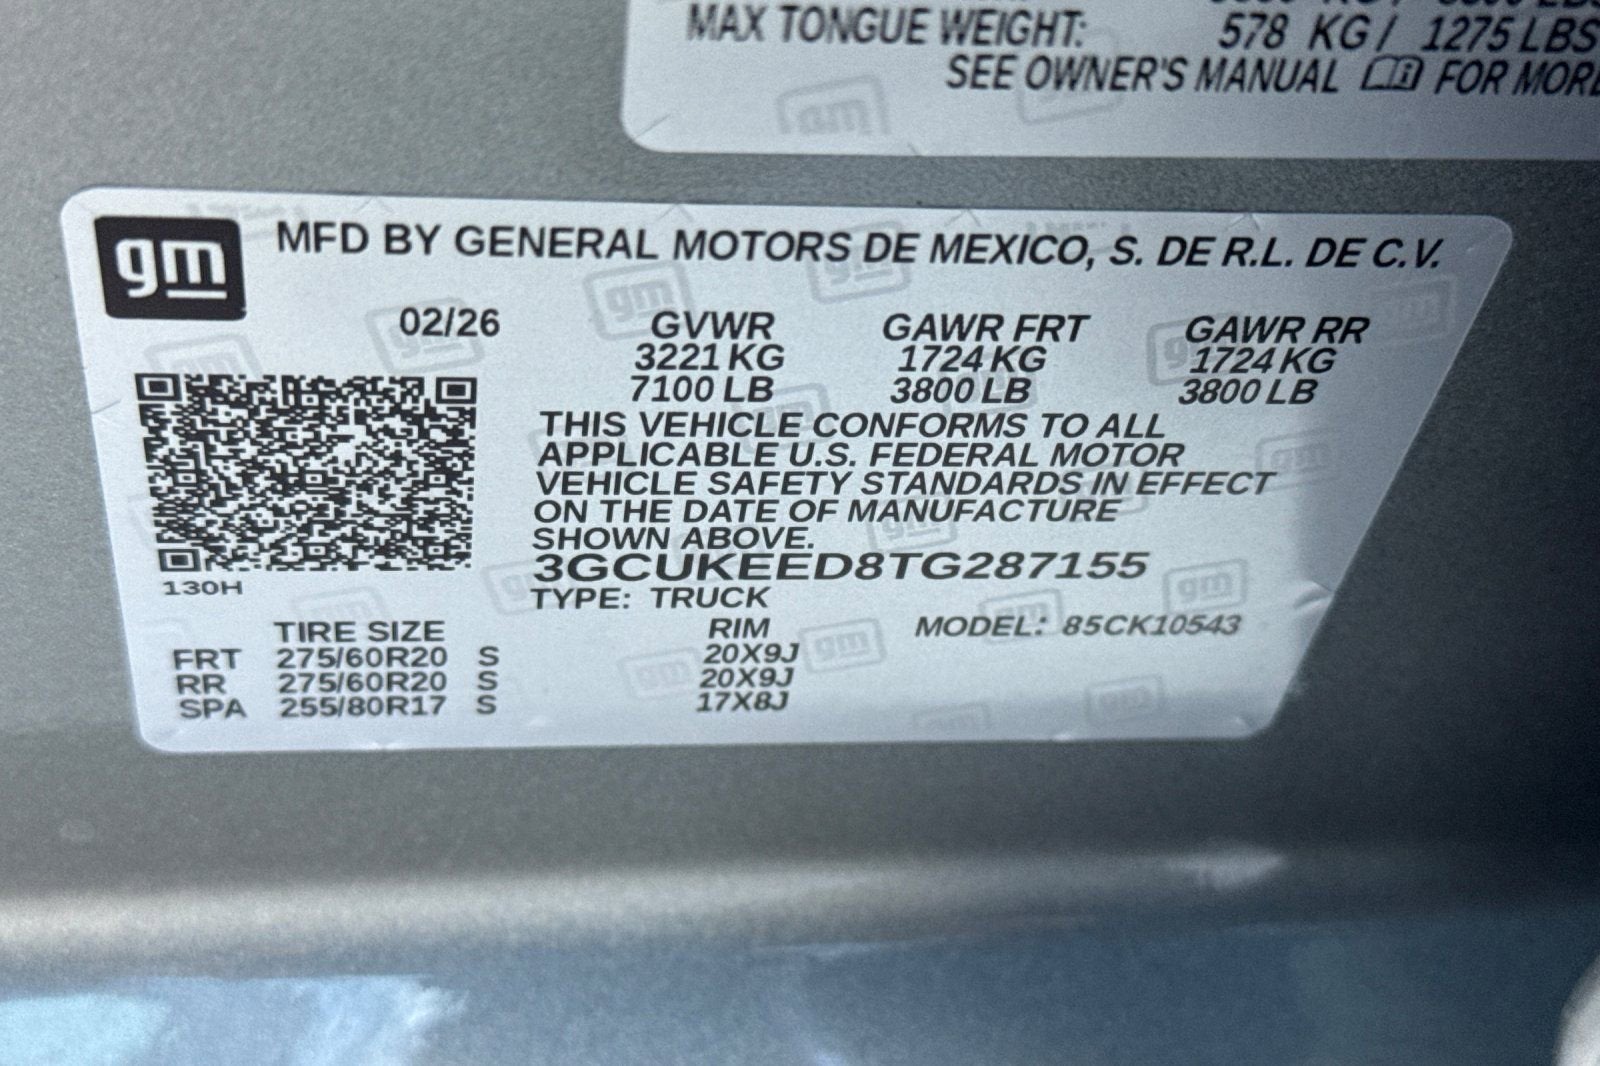 MAX TONGUE WEIGHT: 578 KG / 1275 LBS
SEE OWNER'S MANUAL FOR MORE
gm MFD BY GENERAL MOTORS DE MEXICO, S. DE R.L. DE C.V.
02/26 GVWR GAWR FRT GAWR RR
3221 KG 1724 KG 1724 KG
7100 LB 3800 LB 3800 LB
THIS VEHICLE CONFORMS TO ALL
APPLICABLE U.S. FEDERAL MOTOR
VEHICLE SAFETY STANDARDS IN EFFECT
ON THE DATE OF MANUFACTURE
SHOWN ABOVE.
3GCUKEED8TG287155
130H
TYPE: TRUCK
TIRE SIZE RIM MODEL: 85CK10543
FRT 275/60R20 S 20X9J
RR 275/60R20 S 20X9J
SPA 255/80R17 S 17X8J